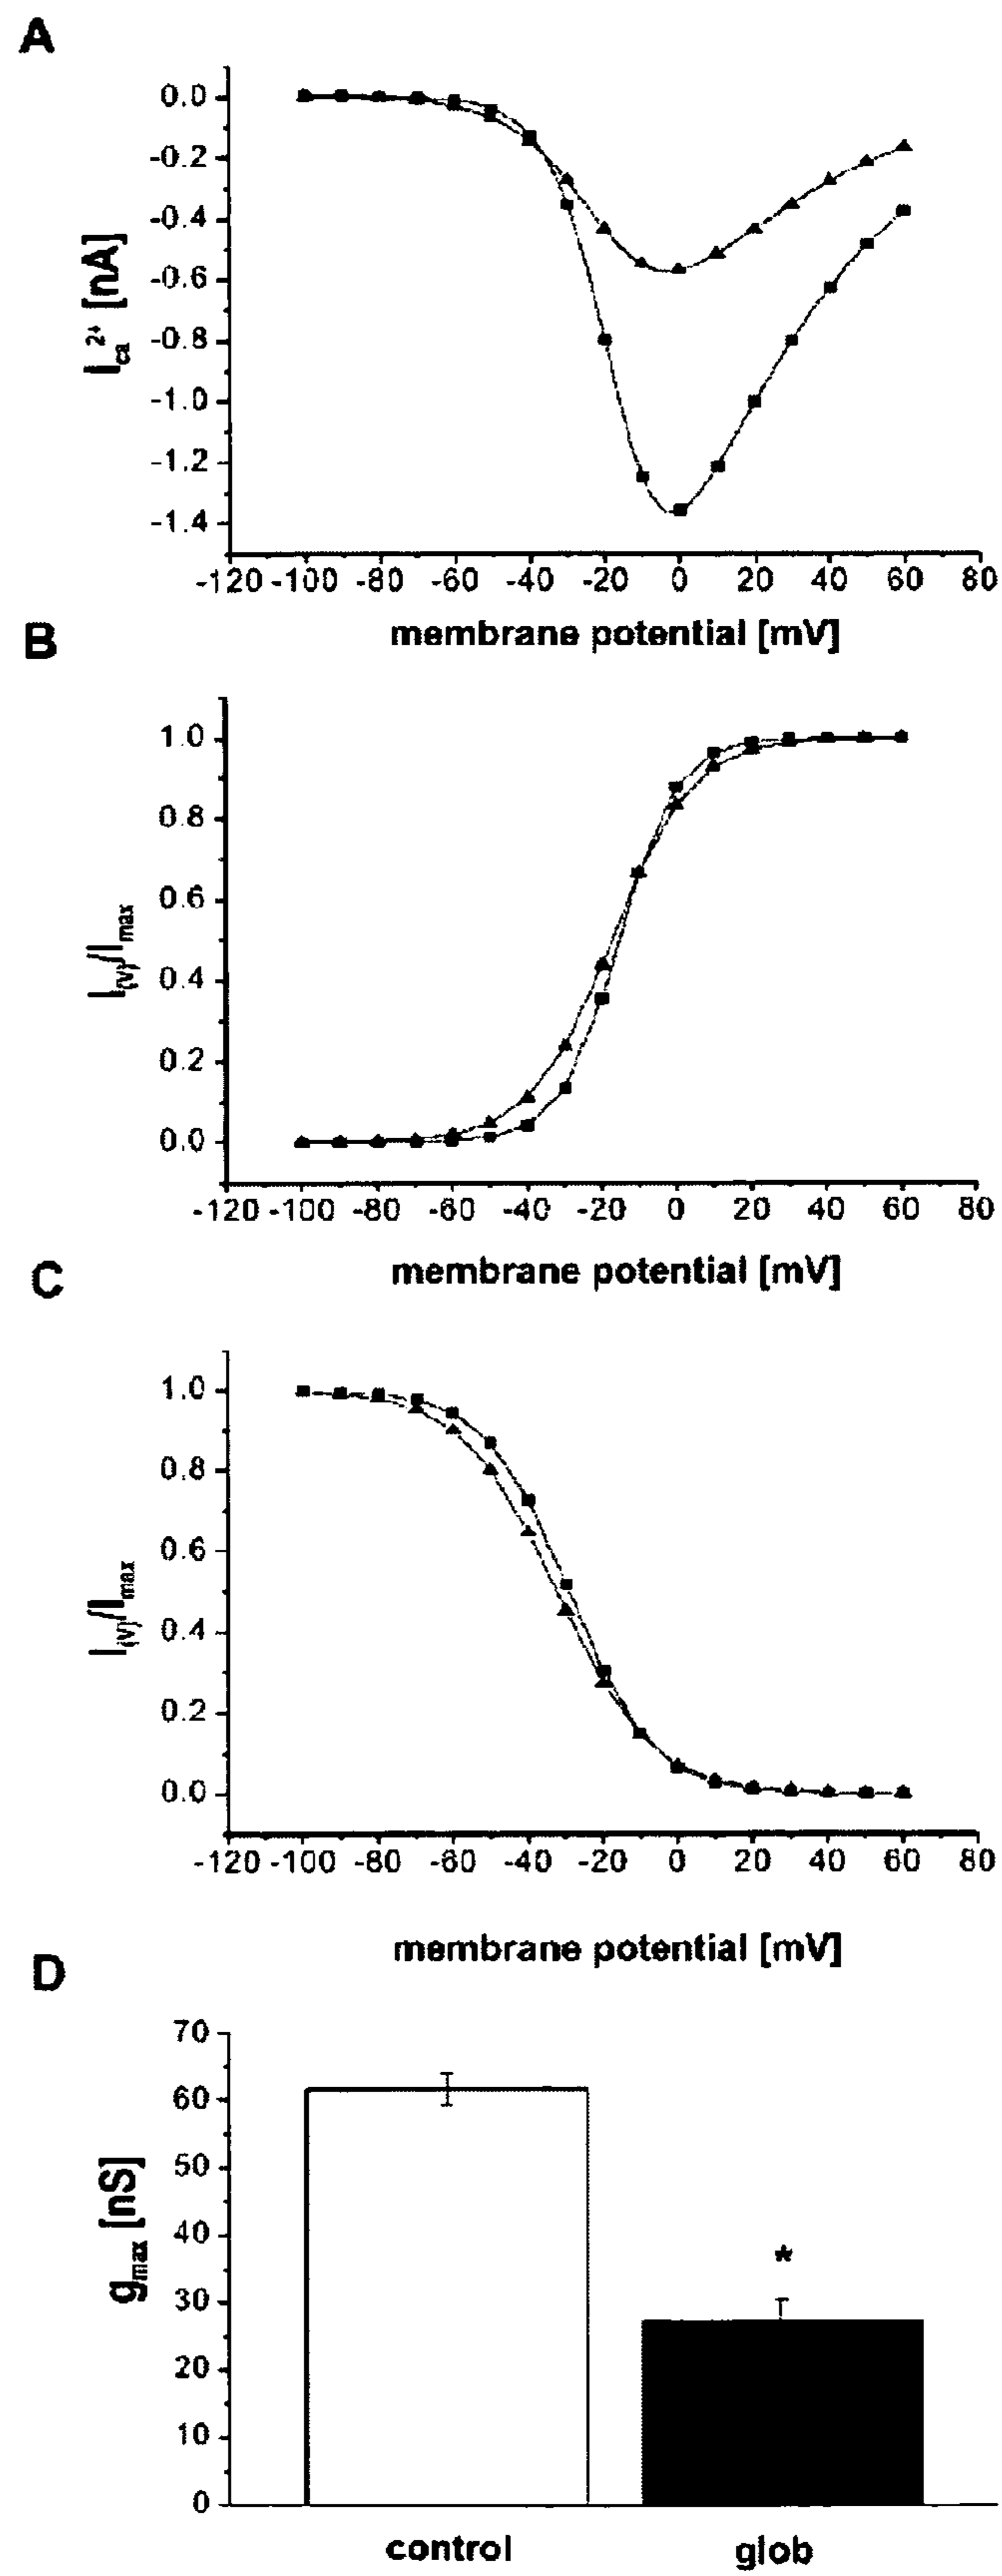 A
0.0
-0.2
-0.4
-0.6
-0.8
-1.0
-1.2
-1.4
I_Ca^2+ [nA]
-120 -100 -80 -60 -40 -20 0 20 40 60 80
membrane potential [mV]
B
1.0
0.8
0.6
0.4
0.2
0.0
I(V)/Imax
-120 -100 -80 -60 -40 -20 0 20 40 60 80
membrane potential [mV]
C
1.0
0.8
0.6
0.4
0.2
0.0
I(V)/Imax
-120 -100 -80 -60 -40 -20 0 20 40 60 80
membrane potential [mV]
D
70
60
50
40
30
20
10
0
gmax [nS]
*
control glob